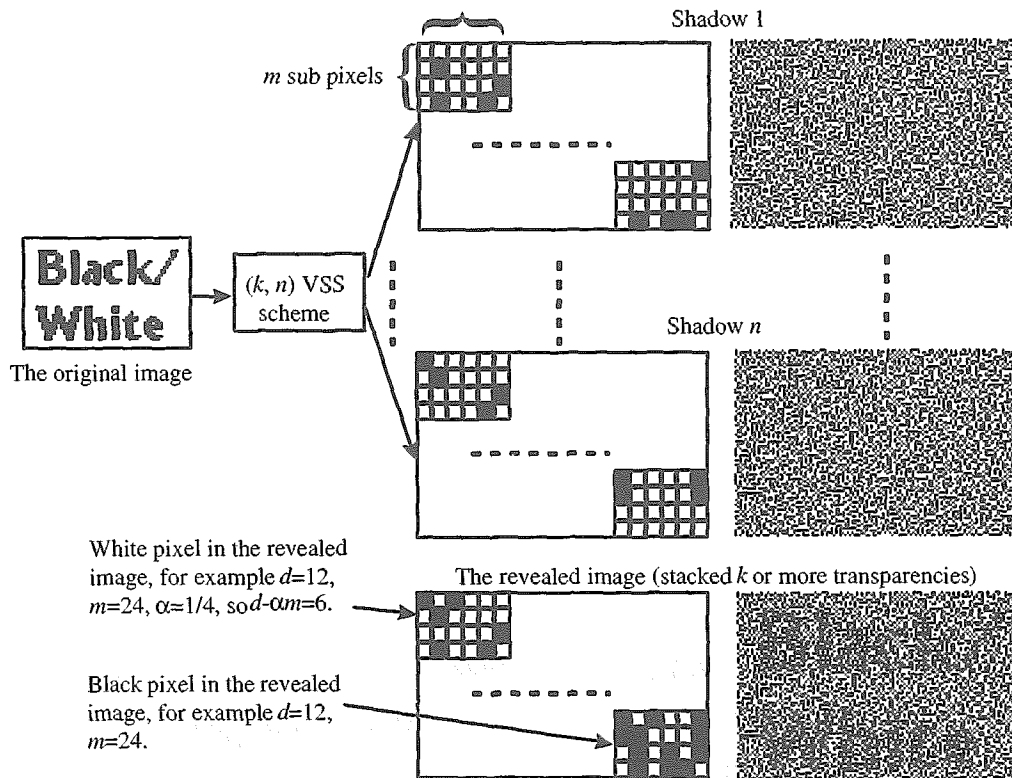 Shadow 1
m sub pixels
Black/
White
(k, n) VSS
scheme
The original image
Shadow n
White pixel in the revealed
image, for example d=12,
m=24, α=1/4, so d-αm=6.
The revealed image (stacked k or more transparencies)
Black pixel in the revealed
image, for example d=12,
m=24.